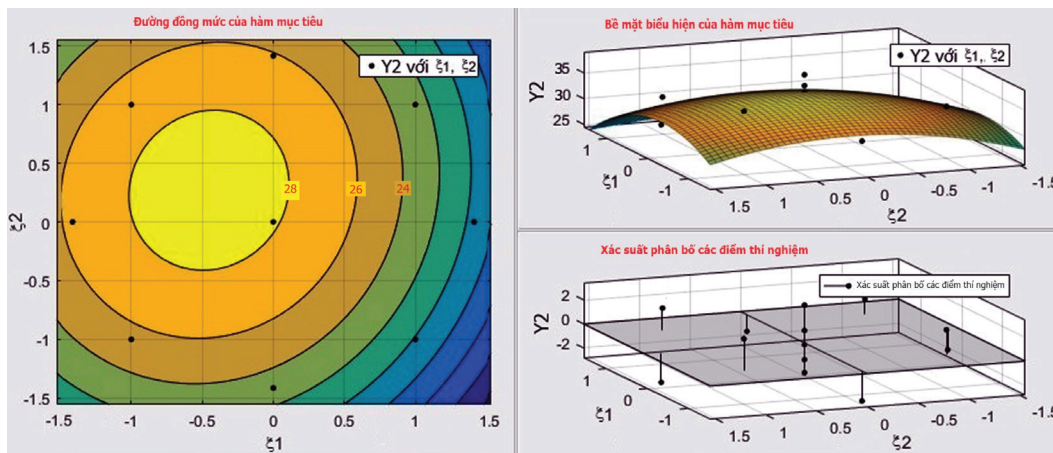 Đường đồng mức của hàm mục tiêu
1.5
1
0.5
0
-0.5
-1
-1.5
ξ2
Y2 với ξ1, ξ2
28
26
24
-1.5 -1 -0.5 0 0.5 1 1.5
ξ1
Bề mặt biểu hiện của hàm mục tiêu
Y2 với ξ1, ξ2
35
30
25
Y2
1
0
-1
ξ1
1.5 1 0.5 0 -0.5 -1 -1.5
ξ2
Xác suất phân bố các điểm thí nghiệm
Xác suất phân bố các điểm thí nghiệm
2
0
-2
Y2
1
0
-1
ξ1
1.5 1 0.5 0 -0.5 -1 -1.5
ξ2